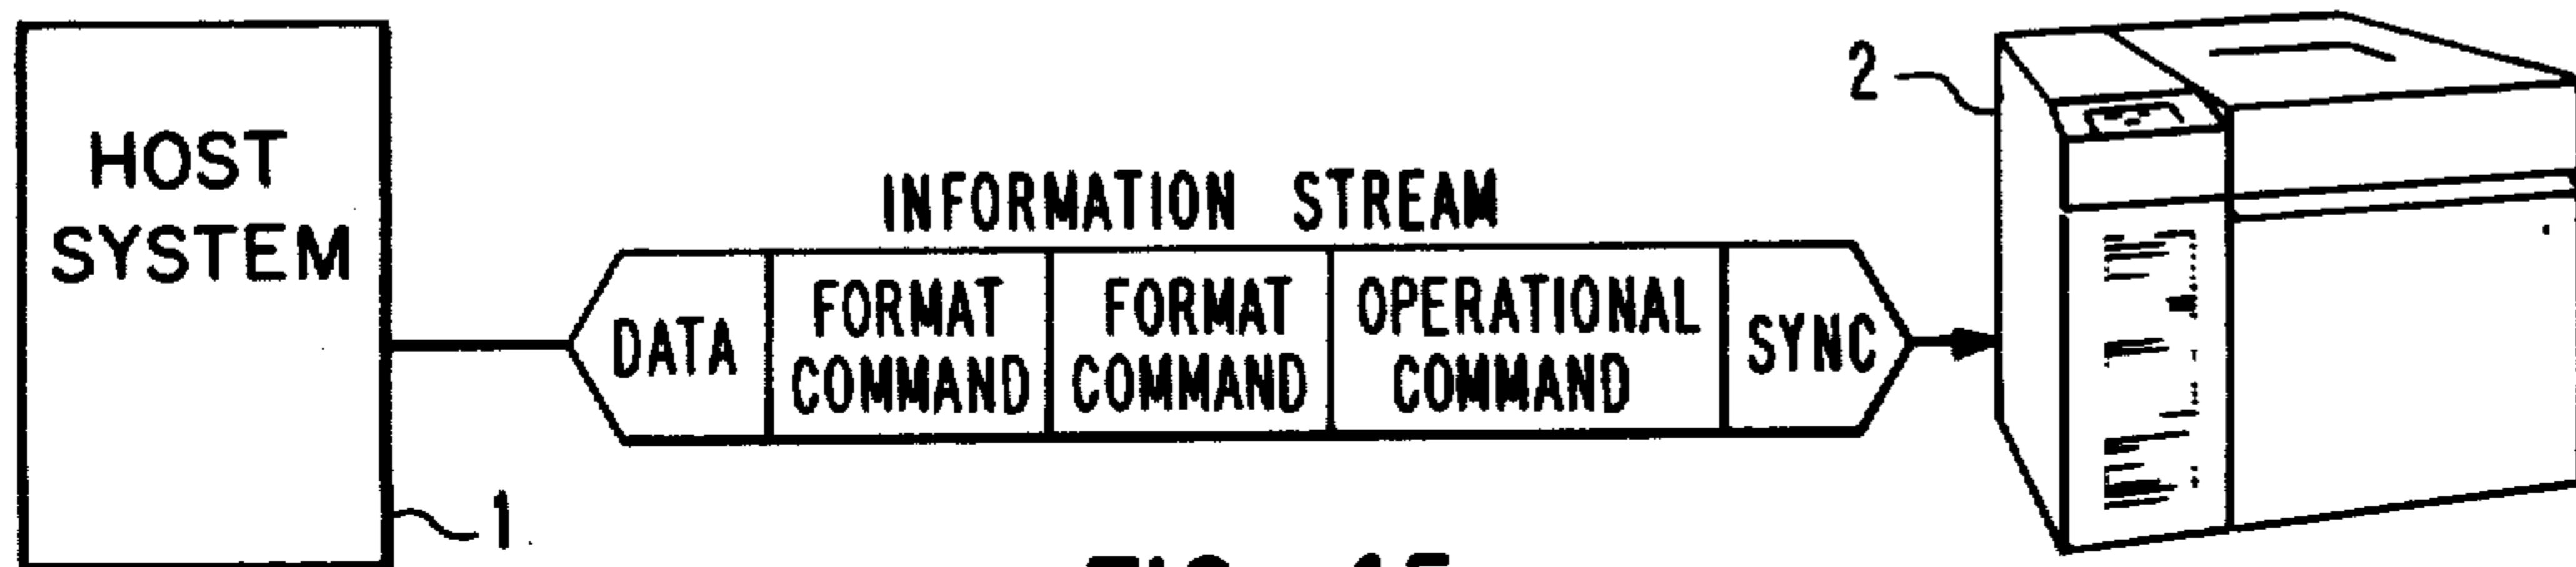 HOST
SYSTEM
1
INFORMATION STREAM
DATA
FORMAT
COMMAND
FORMAT
COMMAND
OPERATIONAL
COMMAND
SYNC
2